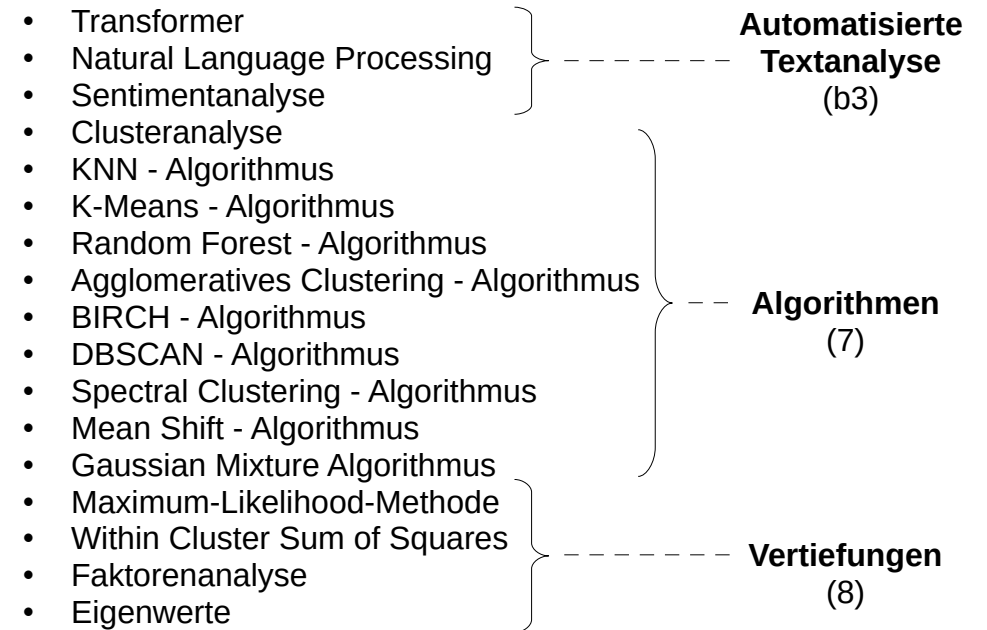 • Transformer
• Natural Language Processing
• Sentimentanalyse
• Clusteranalyse
• KNN - Algorithmus
• K-Means - Algorithmus
• Random Forest - Algorithmus
• Agglomeratives Clustering - Algorithmus
• BIRCH - Algorithmus
• DBSCAN - Algorithmus
• Spectral Clustering - Algorithmus
• Mean Shift - Algorithmus
• Gaussian Mixture Algorithmus
• Maximum-Likelihood-Methode
• Within Cluster Sum of Squares
• Faktorenanalyse
• Eigenwerte
Automatisierte
Textanalyse
(b3)
Algorithmen
(7)
Vertiefungen
(8)